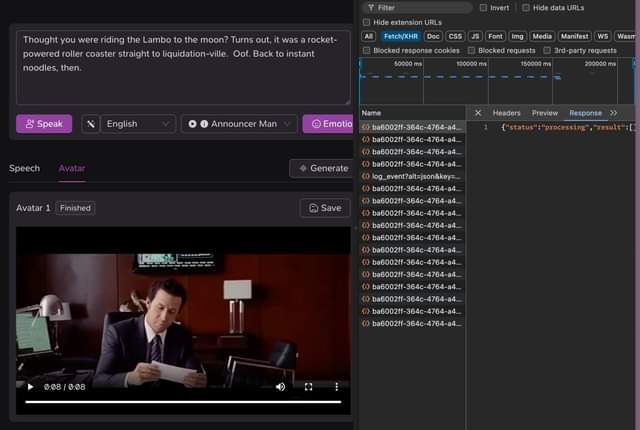 Thought you were riding the Lambo to the moon? Turns out, it was a rocket-
powered roller coaster straight to liquidation-ville.  Oof. Back to instant
noodles, then.
Speak
English
Announcer Man
Emotio
Speech
Avatar
Generate
Avatar 1
Finished
Save
0:08 / 0:08
Filter
Invert
Hide data URLs
Hide extension URLs
All
Fetch/XHR
Doc
CSS
JS
Font
Img
Media
Manifest
WS
Wasm
Blocked response cookies
Blocked requests
3rd-party requests
50000 ms
100000 ms
150000 ms
200000 ms
Name
Headers
Preview
Response
ba6002ff-364c-4764-a4...
ba6002ff-364c-4764-a4...
ba6002ff-364c-4764-a4...
ba6002ff-364c-4764-a4...
log_event?alt=json&key=...
ba6002ff-364c-4764-a4...
ba6002ff-364c-4764-a4...
ba6002ff-364c-4764-a4...
ba6002ff-364c-4764-a4...
ba6002ff-364c-4764-a4...
ba6002ff-364c-4764-a4...
ba6002ff-364c-4764-a4...
ba6002ff-364c-4764-a4...
ba6002ff-364c-4764-a4...
ba6002ff-364c-4764-a4...
ba6002ff-364c-4764-a4...
ba6002ff-364c-4764-a4...
1 {"status":"processing","result":[]